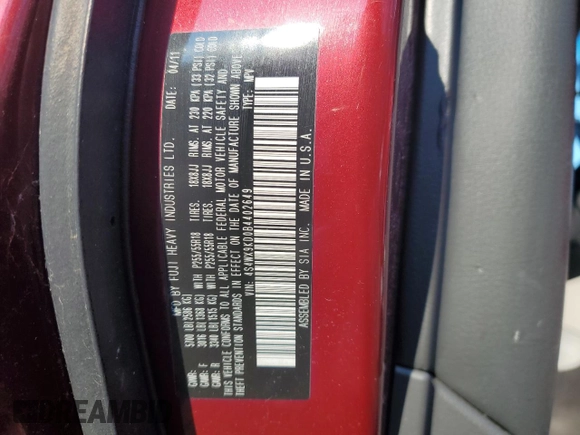 MFD BY FUJI HEAVY INDUSTRIES LTD. DATE: 04/11
GVWR: 5700 LB(2586 KG)
GAWR: F 3016 LB(1368 KG) WITH P255/55R18 TIRES. 18X8JJ RIMS. AT 230 KPA (33 PSI) COLD
GAWR: R 3340 LB(1515 KG) WITH P255/55R18 TIRES. 18X8JJ RIMS. AT 220 KPA (32 PSI) COLD
THIS VEHICLE CONFORMS TO ALL APPLICABLE FEDERAL MOTOR VEHICLE SAFETY AND
THEFT PREVENTION STANDARDS IN EFFECT ON THE DATE OF MANUFACTURE SHOWN ABOVE.
VIN: 4S4WX9KD0B4402649 TYPE: MPV
ASSEMBLED BY SIA INC. MADE IN U.S.A.